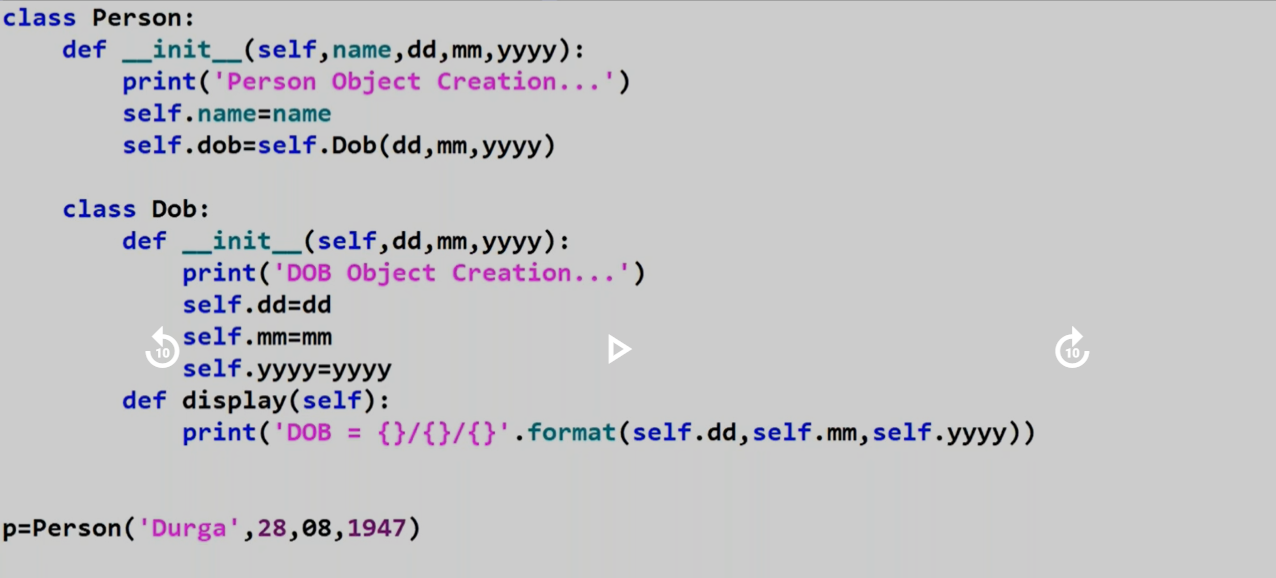 class Person:
    def __init__(self,name,dd,mm,yyyy):
        print('Person Object Creation...')
        self.name=name
        self.dob=self.Dob(dd,mm,yyyy)

    class Dob:
        def __init__(self,dd,mm,yyyy):
            print('DOB Object Creation...')
            self.dd=dd
            self.mm=mm
            self.yyyy=yyyy
        def display(self):
            print('DOB = {}/{}/{}'.format(self.dd,self.mm,self.yyyy))

p=Person('Durga',28,08,1947)
10
10